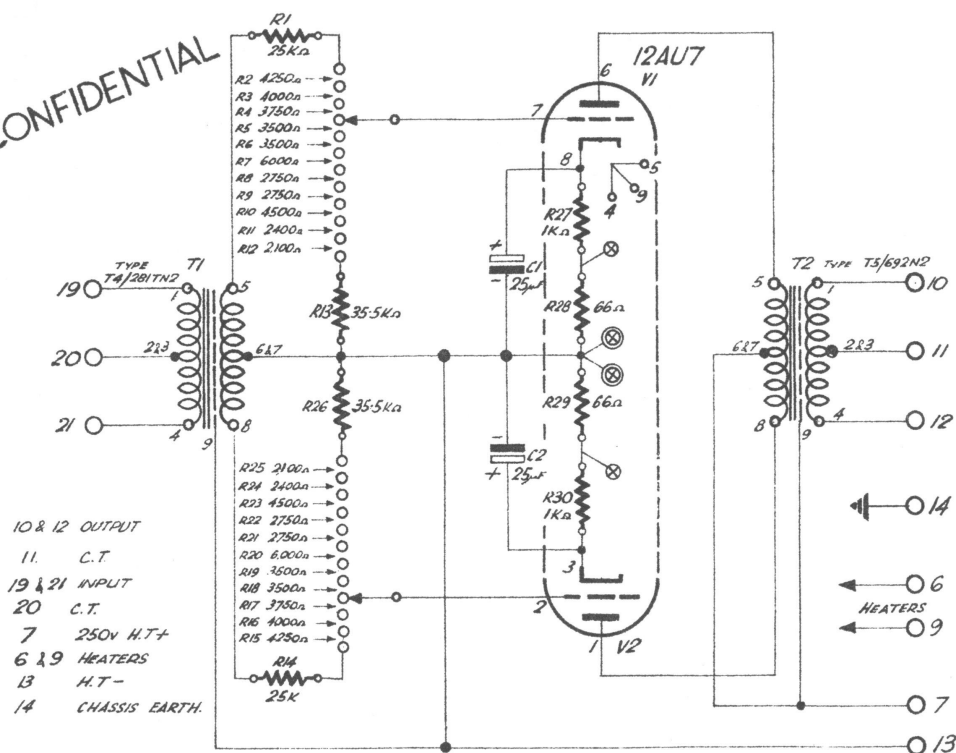 CONFIDENTIAL
R1
25KΩ
R2 4250Ω
R3 4000Ω
R4 3750Ω
R5 3500Ω
R6 3500Ω
R7 6000Ω
R8 2750Ω
R9 2750Ω
R10 4500Ω
R11 2400Ω
R12 2100Ω
12AU7
V1
6
7
8
5
9
4
R27
1KΩ
+
C1
25µF
-
R28 66Ω
TYPE
T4/281TN2
T1
19
1
5
R13 35·5KΩ
20
2&3
6&7
R26 35·5KΩ
21
4
8
9
R29 66Ω
-
C2
25µF
+
R30
1KΩ
3
2
1
V2
T2 TYPE T5/692N2
5
1
10
6&7
2&3
11
8
4
12
9
R25 2100Ω
R24 2400Ω
R23 4500Ω
R22 2750Ω
R21 2750Ω
R20 6,000Ω
R19 3500Ω
R18 3500Ω
R17 3750Ω
R16 4000Ω
R15 4250Ω
R14
25K
14
6
HEATERS
9
7
13
10 & 12 OUTPUT
11. C.T.
19 & 21 INPUT
20 C.T.
7 250V H.T+
6 & 9 HEATERS
13 H.T-
14 CHASSIS EARTH.